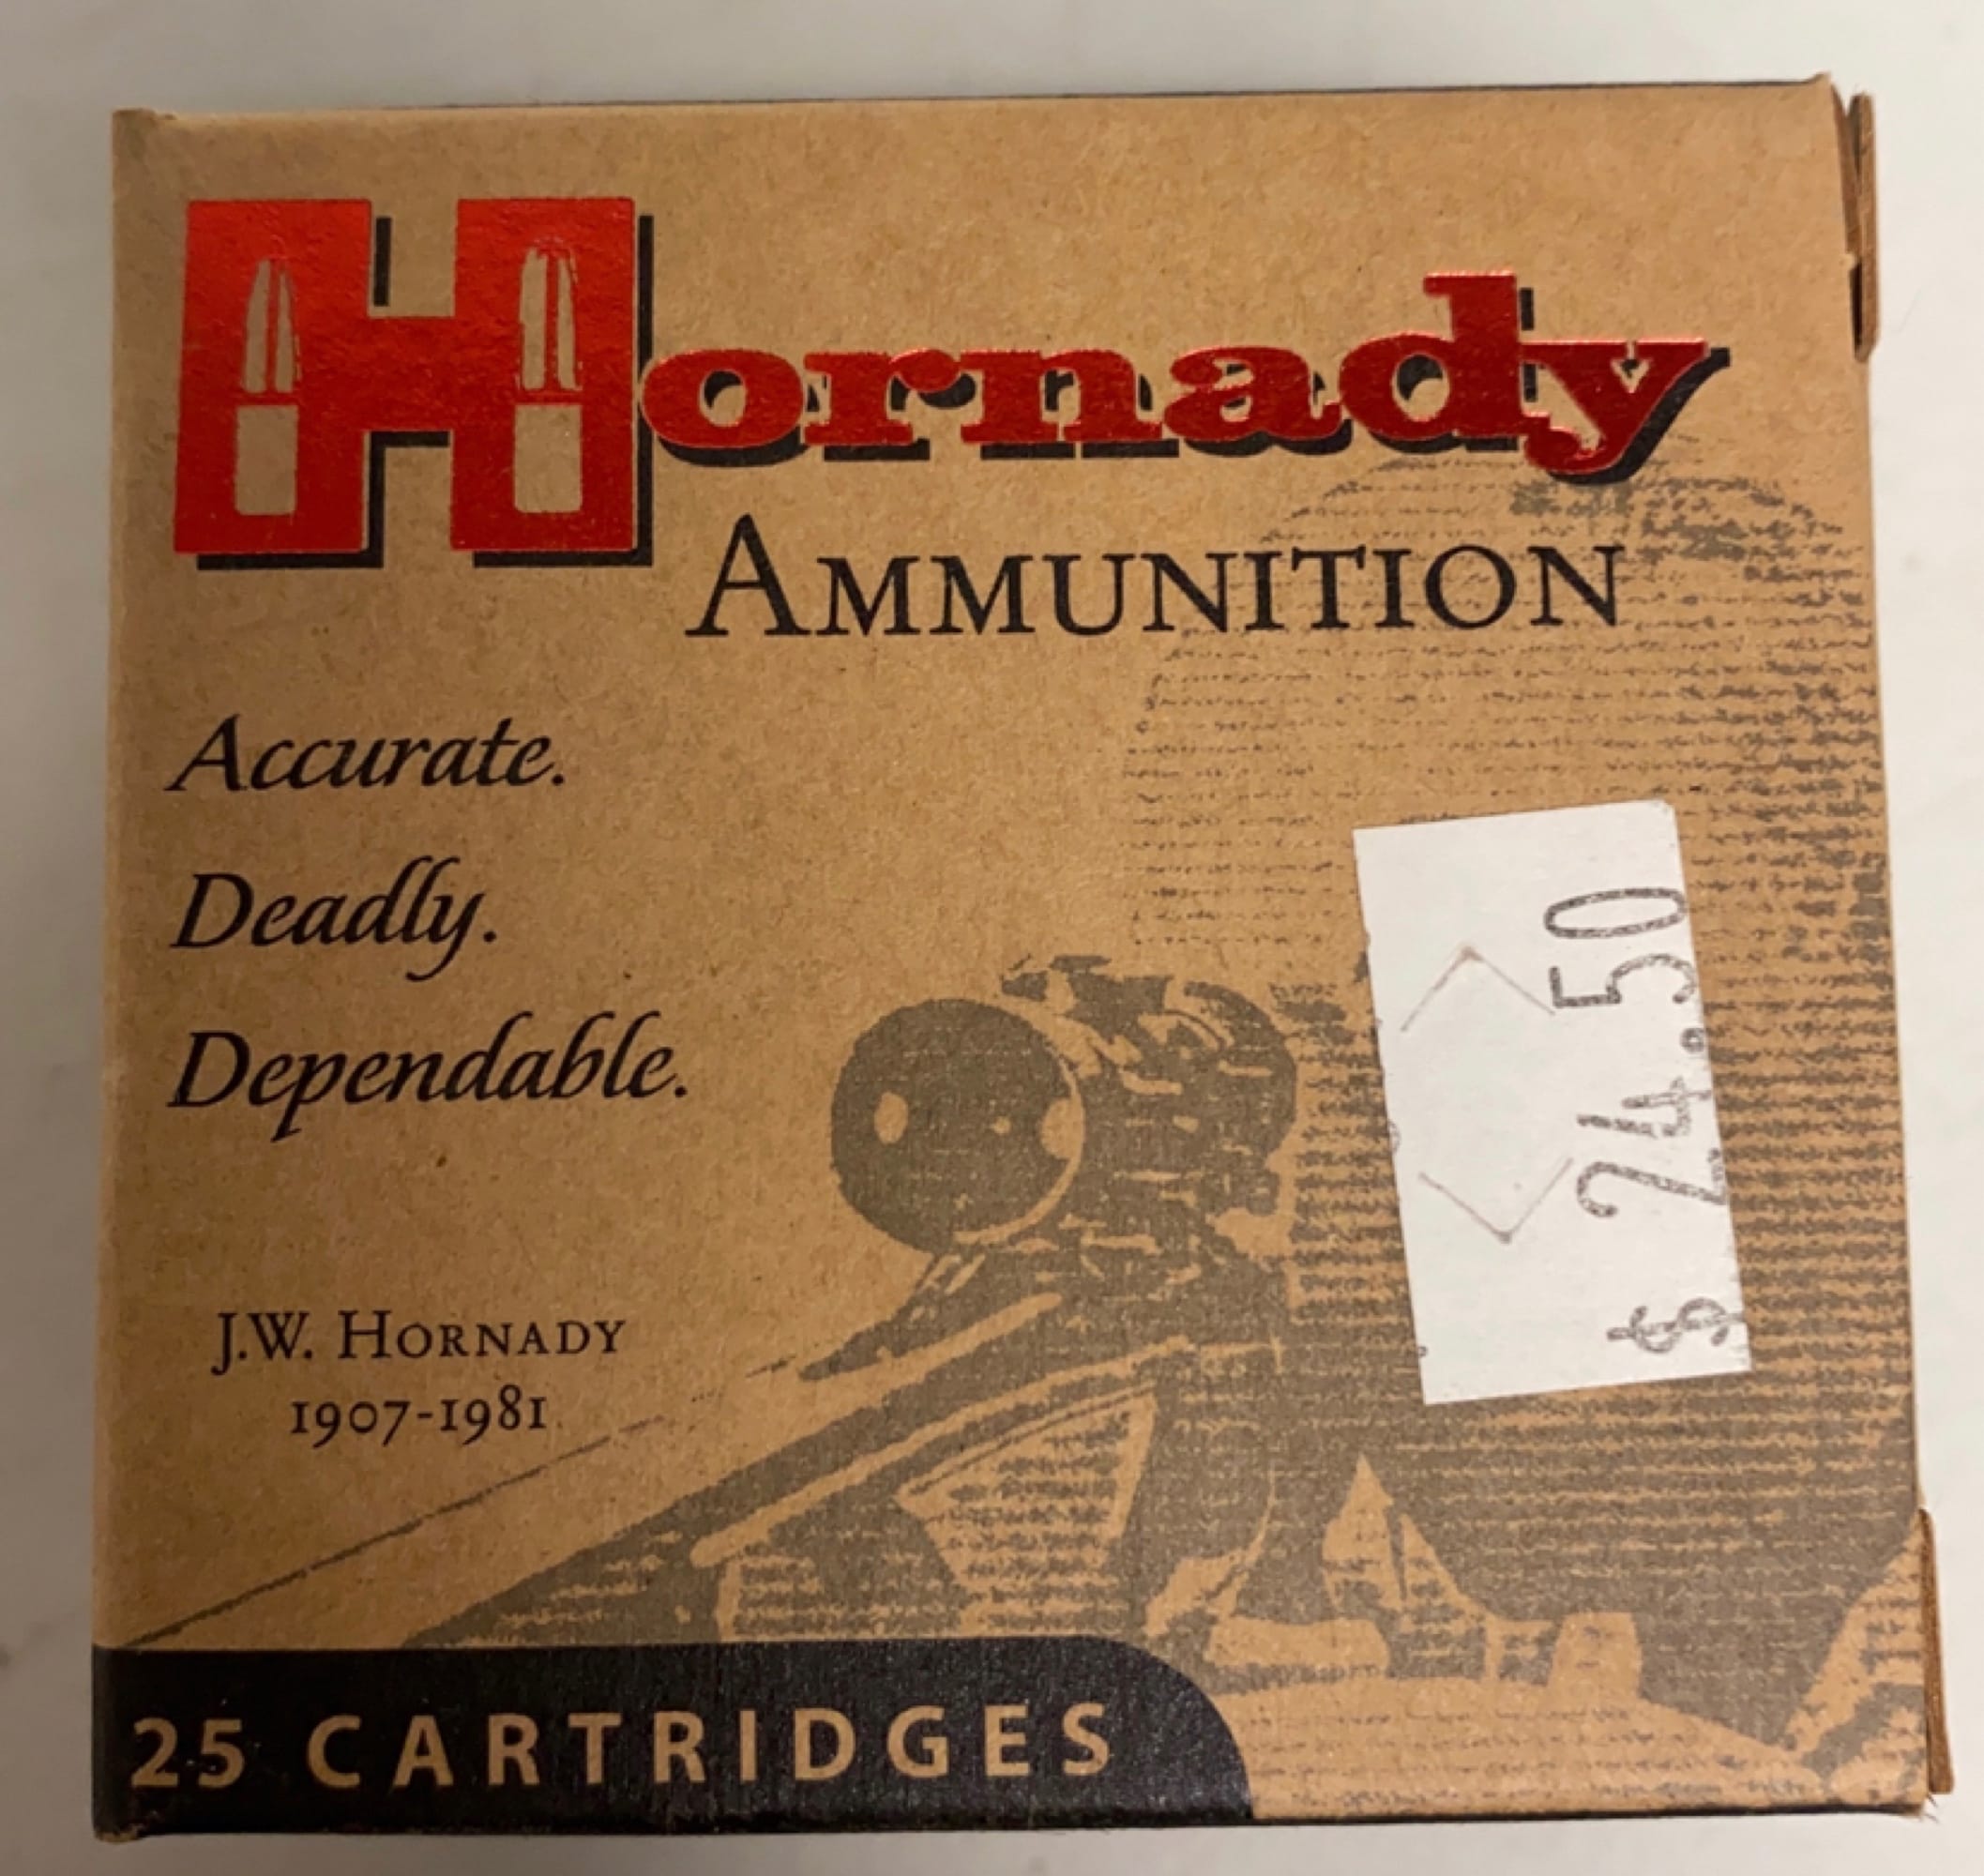 Hornady
AMMUNITION
Accurate.
Deadly.
Dependable.
J.W. HORNADY
1907-1981
$ 24.50
25 CARTRIDGES